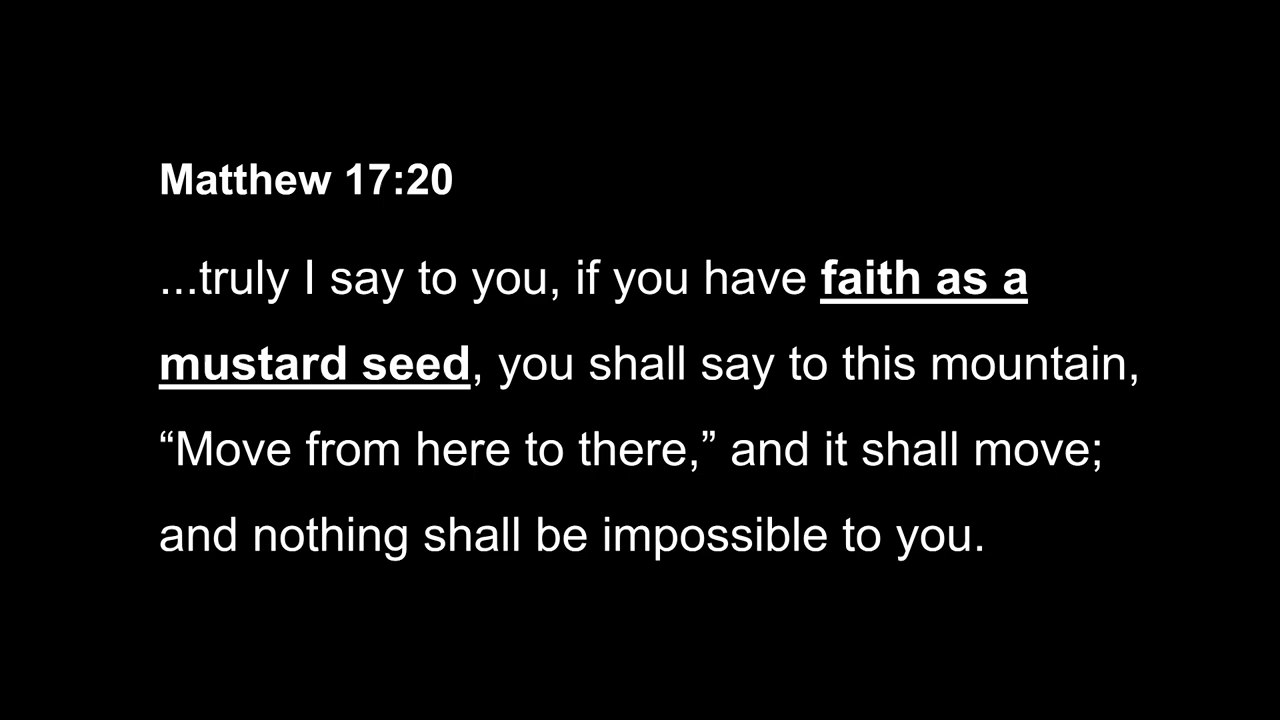 Matthew 17:20
...truly I say to you, if you have faith as a
mustard seed, you shall say to this mountain,
“Move from here to there,” and it shall move;
and nothing shall be impossible to you.